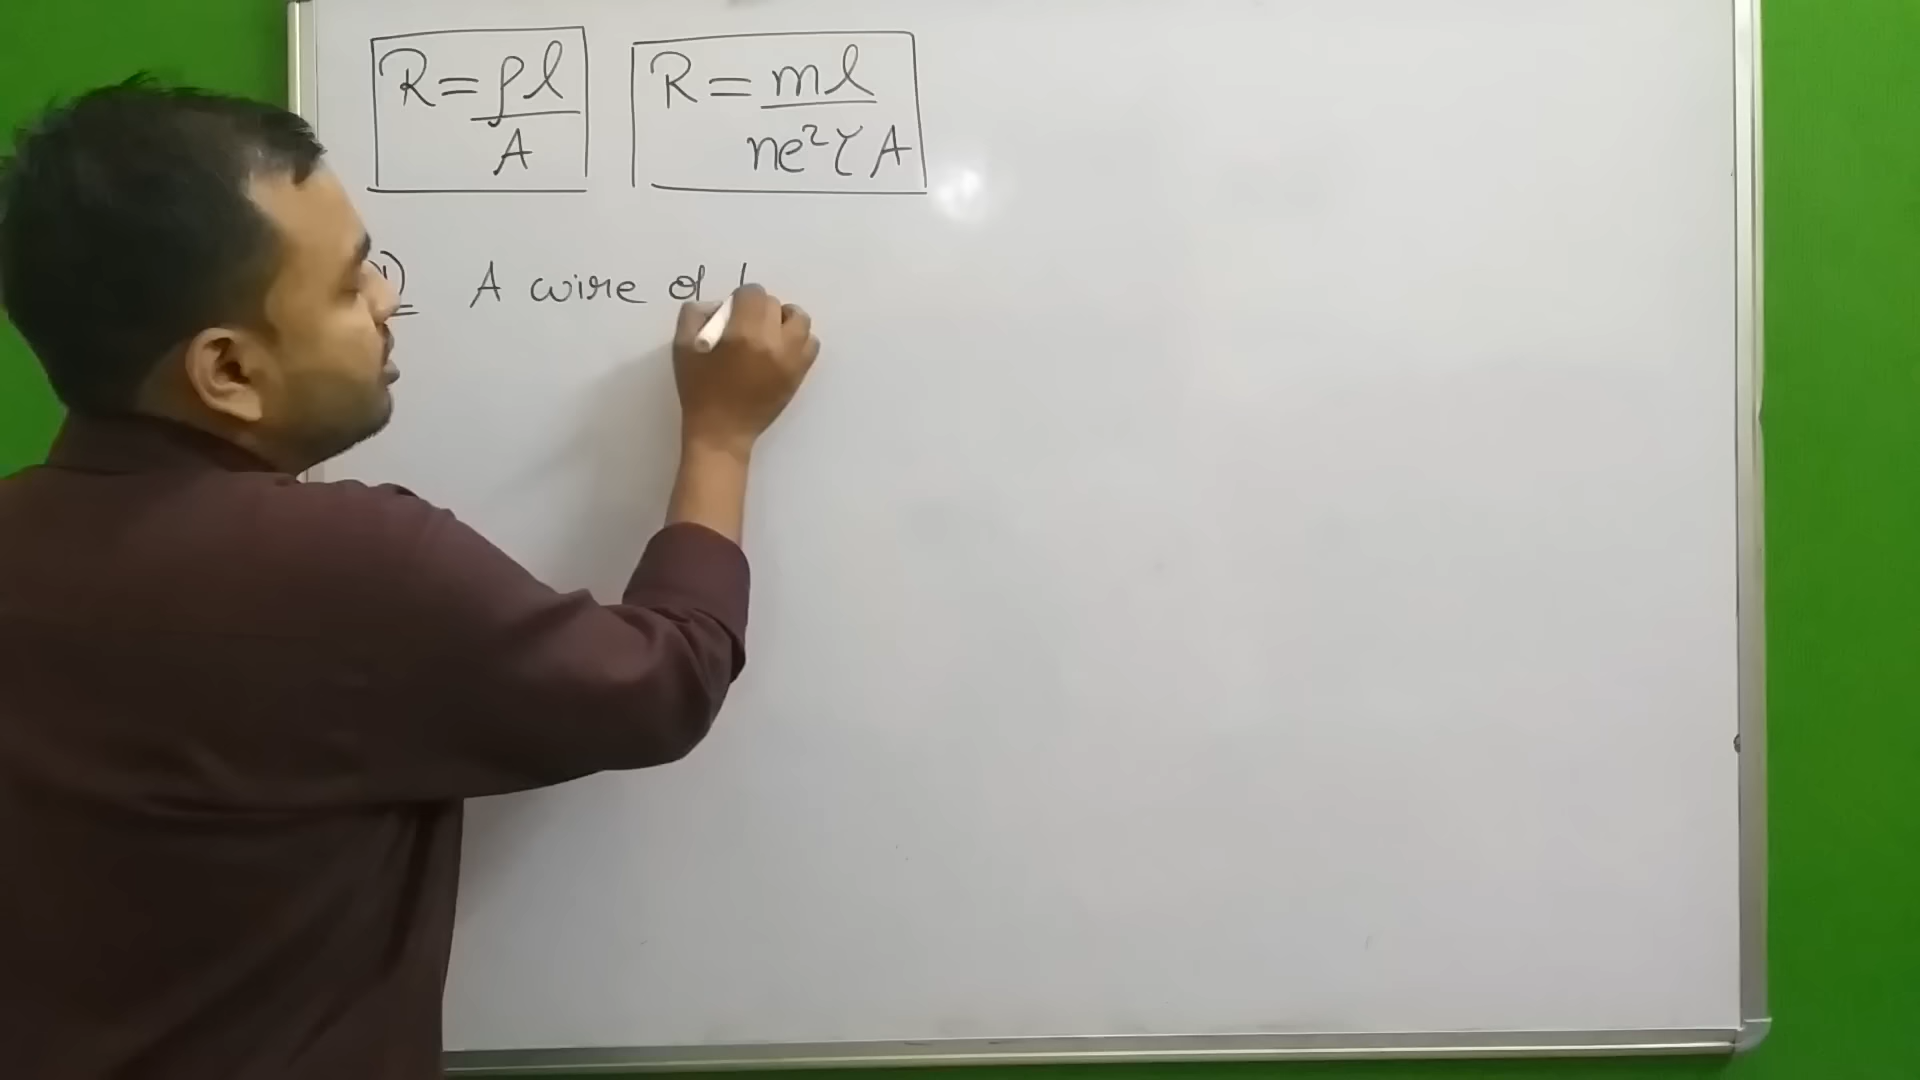 R = ρl / A
R = ml / ne²τA
A wire of